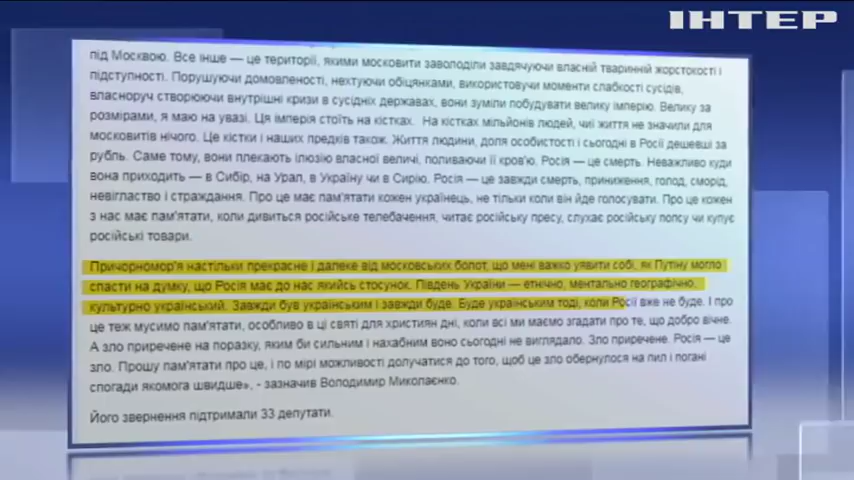 ІНТЕР
під Москвою. Все інше — це території, якими московити заволоділи завдячуючи власній тваринній жорстокості і
підступності. Порушуючи домовленості, нехтуючи обіцянками, використовуючи моменти слабкості сусідів,
власноруч створюючи внутрішні кризи в сусідніх державах, вони зуміли побудувати велику імперію. Велику за
розмірами, я маю на увазі. Ця імперія стоїть на кістках. На кістках мільйонів людей, чиї життя не значили для
московитів нічого. Це кістки і наших предків також. Життя людини, доля особистості і сьогодні в Росії дешевші за
рубль. Саме тому, вони плекають ілюзію власної величі, поливаючи її кров'ю. Росія — це смерть. Неважливо куди
вона приходить — в Сибір, на Урал, в Україну чи в Сирію. Росія — це завжди смерть, приниження, голод, сморід,
невігластво і страждання. Про це має пам'ятати кожен українець, не тільки коли він йде голосувати. Про це кожен
з нас має пам'ятати, коли дивиться російське телебачення, читає російську пресу, слухає російську попсу чи купує
російські товари.
Причорномор'я настільки прекрасне і далеке від московських болот, що мені важко уявити собі, як Путіну могло
спасти на думку, що Росія має до нас якийсь стосунок. Південь України — етнічно, ментально географічно,
культурно український. Завжди був українським і завжди буде. Буде українським тоді, коли Росії вже не буде. І про
це теж мусимо пам'ятати, особливо в ці святі для християн дні, коли всі ми маємо згадати про те, що добро вічне.
А зло приречене на поразку, яким би сильним і нахабним воно сьогодні не виглядало. Зло приречене. Росія — це
зло. Прошу пам'ятати про це, і по мірі можливості долучатися до того, щоб це зло обернулося на пил і погані
спогади якомога швидше», - зазначив Володимир Миколаєнко.
Його звернення підтримали 33 депутати.